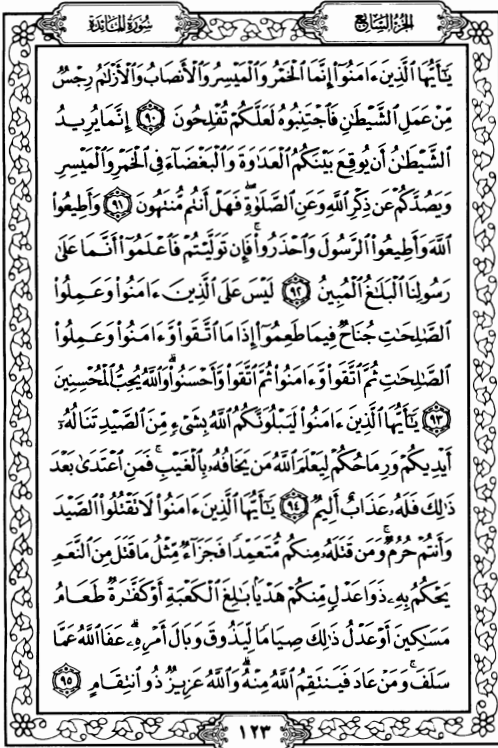 الجزء السابع
سورة المائدة
يَٰٓأَيُّهَا ٱلَّذِينَ ءَامَنُوٓا۟ إِنَّمَا ٱلْخَمْرُ وَٱلْمَيْسِرُ وَٱلْأَنصَابُ وَٱلْأَزْلَٰمُ رِجْسٌ
مِّنْ عَمَلِ ٱلشَّيْطَٰنِ فَٱجْتَنِبُوهُ لَعَلَّكُمْ تُفْلِحُونَ ٩٠ إِنَّمَا يُرِيدُ
ٱلشَّيْطَٰنُ أَن يُوقِعَ بَيْنَكُمُ ٱلْعَدَٰوَةَ وَٱلْبَغْضَآءَ فِى ٱلْخَمْرِ وَٱلْمَيْسِرِ
وَيَصُدَّكُمْ عَن ذِكْرِ ٱللَّهِ وَعَنِ ٱلصَّلَوٰةِ ۖ فَهَلْ أَنتُم مُّنتَهُونَ ٩١ وَأَطِيعُوا۟
ٱللَّهَ وَأَطِيعُوا۟ ٱلرَّسُولَ وَٱحْذَرُوا۟ ۚ فَإِن تَوَلَّيْتُمْ فَٱعْلَمُوٓا۟ أَنَّمَا عَلَىٰ
رَسُولِنَا ٱلْبَلَٰغُ ٱلْمُبِينُ ٩٢ لَيْسَ عَلَى ٱلَّذِينَ ءَامَنُوا۟ وَعَمِلُوا۟
ٱلصَّٰلِحَٰتِ جُنَاحٌ فِيمَا طَعِمُوٓا۟ إِذَا مَا ٱتَّقَوا۟ وَّءَامَنُوا۟ وَعَمِلُوا۟
ٱلصَّٰلِحَٰتِ ثُمَّ ٱتَّقَوا۟ وَّءَامَنُوا۟ ثُمَّ ٱتَّقَوا۟ وَّأَحْسَنُوا۟ ۗ وَٱللَّهُ يُحِبُّ ٱلْمُحْسِنِينَ
٩٣ يَٰٓأَيُّهَا ٱلَّذِينَ ءَامَنُوا۟ لَيَبْلُوَنَّكُمُ ٱللَّهُ بِشَىْءٍ مِّنَ ٱلصَّيْدِ تَنَالُهُۥٓ
أَيْدِيكُمْ وَرِمَاحُكُمْ لِيَعْلَمَ ٱللَّهُ مَن يَخَافُهُۥ بِٱلْغَيْبِ ۚ فَمَنِ ٱعْتَدَىٰ بَعْدَ
ذَٰلِكَ فَلَهُۥ عَذَابٌ أَلِيمٌ ٩٤ يَٰٓأَيُّهَا ٱلَّذِينَ ءَامَنُوا۟ لَا تَقْتُلُوا۟ ٱلصَّيْدَ
وَأَنتُمْ حُرُمٌ ۚ وَمَن قَتَلَهُۥ مِنكُم مُّتَعَمِّدًا فَجَزَآءٌ مِّثْلُ مَا قَتَلَ مِنَ ٱلنَّعَمِ
يَحْكُمُ بِهِۦ ذَوَا عَدْلٍ مِّنكُمْ هَدْيًۢا بَٰلِغَ ٱلْكَعْبَةِ أَوْ كَفَّٰرَةٌ طَعَامُ
مَسَٰكِينَ أَوْ عَدْلُ ذَٰلِكَ صِيَامًا لِّيَذُوقَ وَبَالَ أَمْرِهِۦ ۗ عَفَا ٱللَّهُ عَمَّا
سَلَفَ ۚ وَمَنْ عَادَ فَيَنتَقِمُ ٱللَّهُ مِنْهُ ۗ وَٱللَّهُ عَزِيزٌ ذُو ٱنتِقَامٍ ٩٥
١٢٣